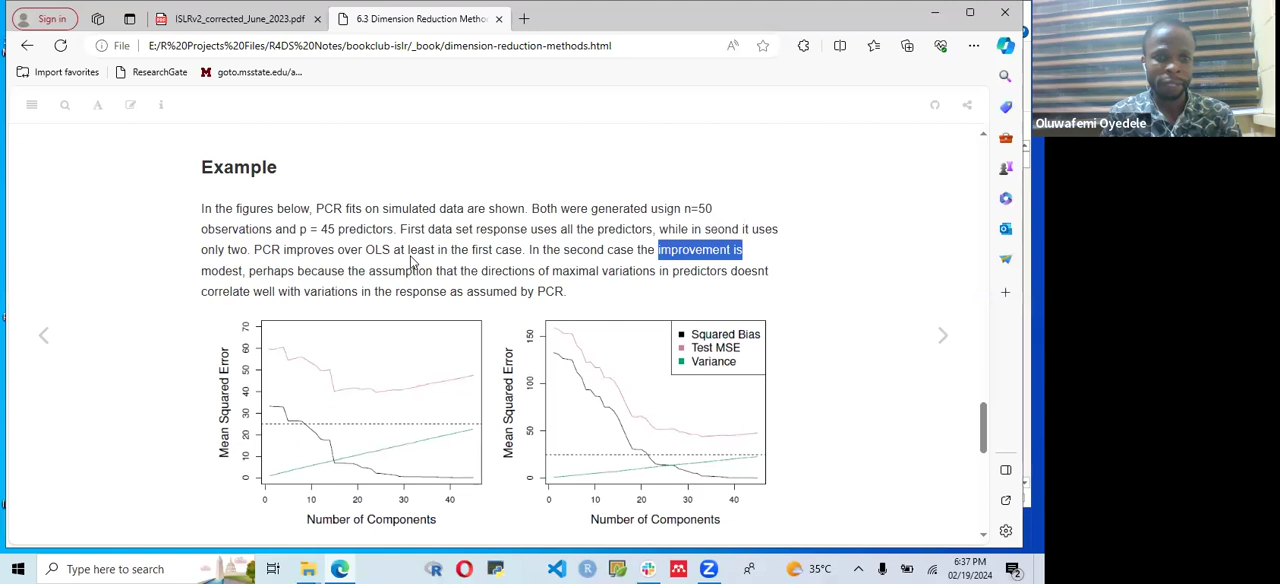 Sign in
ISLRv2_corrected_June_2023.pdf
6.3 Dimension Reduction Metho
File
E:/R%20Projects%20Files/R4DS%20Notes/bookclub-islr/_book/dimension-reduction-methods.html
Import favorites
ResearchGate
goto.msstate.edu/a...
Oluwafemi Oyedele
Example
In the figures below, PCR fits on simulated data are shown. Both were generated usign n=50
observations and p = 45 predictors. First data set response uses all the predictors, while in seond it uses
only two. PCR improves over OLS at least in the first case. In the second case the improvement is
modest, perhaps because the assumption that the directions of maximal variations in predictors doesnt
correlate well with variations in the response as assumed by PCR.
Mean Squared Error
0 10 20 30 40 50 60 70
0 10 20 30 40
Number of Components
Mean Squared Error
0 50 100 150
Squared Bias
Test MSE
Variance
0 10 20 30 40
Number of Components
Type here to search
35°C
6:37 PM
02/19/2024
2